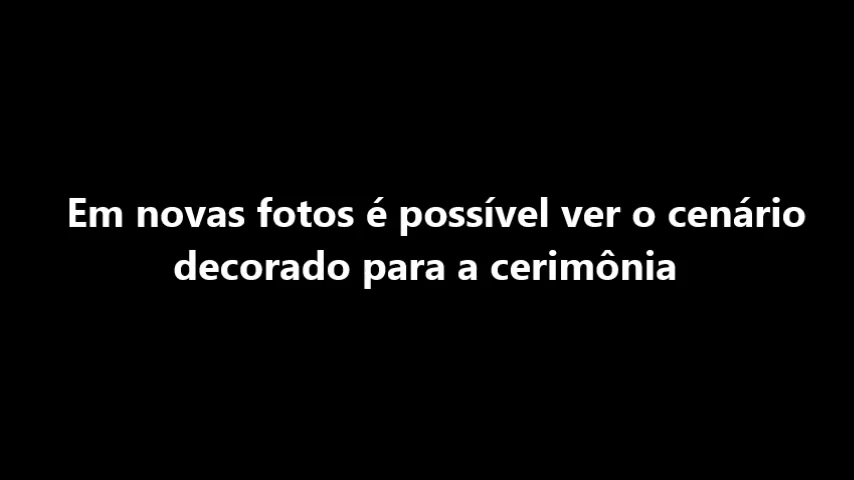 Em novas fotos é possível ver o cenário
decorado para a cerimônia